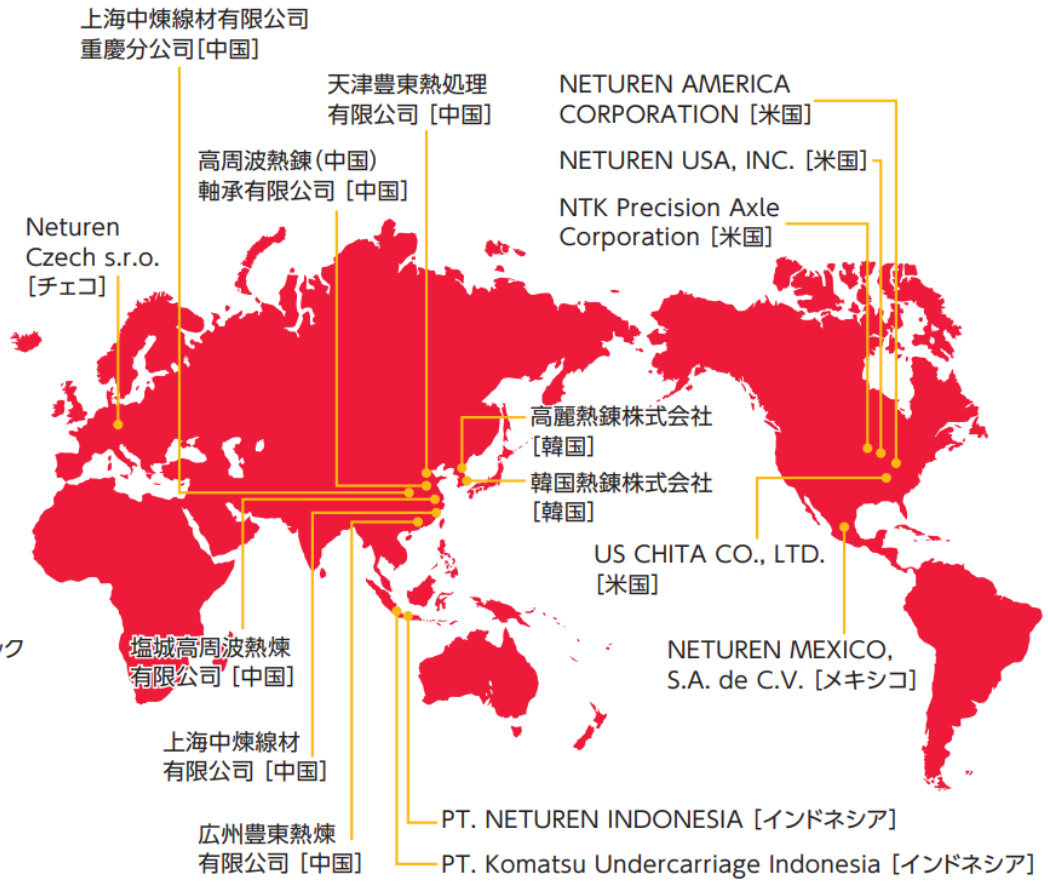 上海中煉線材有限公司
重慶分公司[中国]
天津豊東熱処理
有限公司 [中国]
NETUREN AMERICA
CORPORATION [米国]
高周波熱錬(中国)
軸承有限公司 [中国]
NETUREN USA, INC. [米国]
NTK Precision Axle
Corporation [米国]
Neturen
Czech s.r.o.
[チェコ]
高麗熱錬株式会社
[韓国]
韓国熱錬株式会社
[韓国]
US CHITA CO., LTD.
[米国]
ック
塩城高周波熱煉
有限公司 [中国]
NETUREN MEXICO,
S.A. de C.V. [メキシコ]
上海中煉線材
有限公司 [中国]
広州豊東熱煉
有限公司 [中国]
PT. NETUREN INDONESIA [インドネシア]
PT. Komatsu Undercarriage Indonesia [インドネシア]